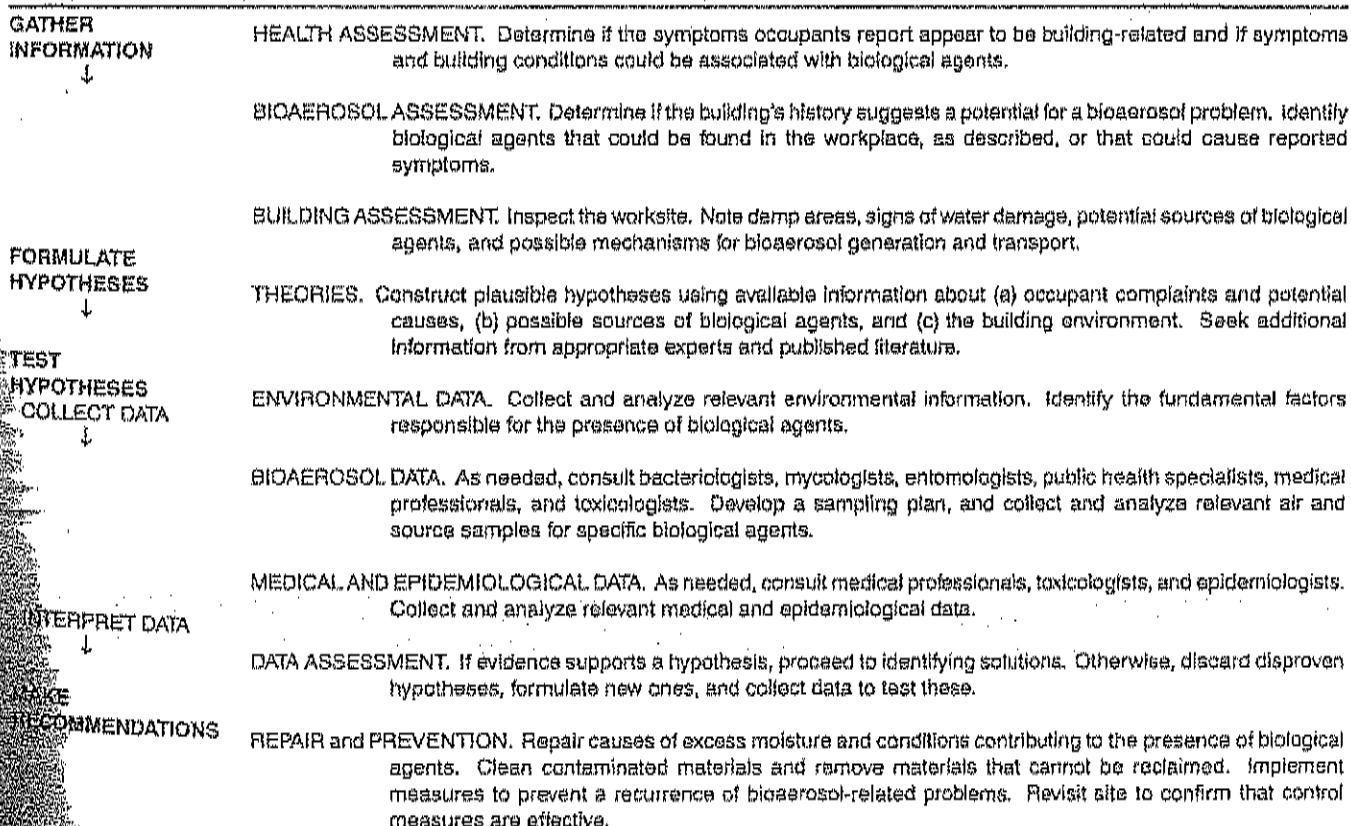 GATHER
INFORMATION
↓
HEALTH ASSESSMENT. Determine if the symptoms occupants report appear to be building-related and if symptoms
and building conditions could be associated with biological agents.
BIOAEROSOL ASSESSMENT. Determine if the building's history suggests a potential for a bioaerosol problem. Identify
biological agents that could be found in the workplace, as described, or that could cause reported
symptoms.
BUILDING ASSESSMENT. Inspect the worksite. Note damp areas, signs of water damage, potential sources of biological
agents, and possible mechanisms for bioaerosol generation and transport.
FORMULATE
HYPOTHESES
↓
THEORIES. Construct plausible hypotheses using available information about (a) occupant complaints and potential
causes, (b) possible sources of biological agents, and (c) the building environment. Seek additional
information from appropriate experts and published literature.
TEST
HYPOTHESES
COLLECT DATA
↓
ENVIRONMENTAL DATA. Collect and analyze relevant environmental information. Identify the fundamental factors
responsible for the presence of biological agents.
BIOAEROSOL DATA. As needed, consult bacteriologists, mycologists, entomologists, public health specialists, medical
professionals, and toxicologists. Develop a sampling plan, and collect and analyze relevant air and
source samples for specific biological agents.
MEDICAL AND EPIDEMIOLOGICAL DATA. As needed, consult medical professionals, toxicologists, and epidemiologists.
Collect and analyze relevant medical and epidemiological data.
INTERPRET DATA
↓
DATA ASSESSMENT. If evidence supports a hypothesis, proceed to identifying solutions. Otherwise, discard disproven
hypotheses, formulate new ones, and collect data to test these.
MAKE
RECOMMENDATIONS
REPAIR and PREVENTION. Repair causes of excess moisture and conditions contributing to the presence of biological
agents. Clean contaminated materials and remove materials that cannot be reclaimed. Implement
measures to prevent a recurrence of bioaerosol-related problems. Revisit site to confirm that control
measures are effective.